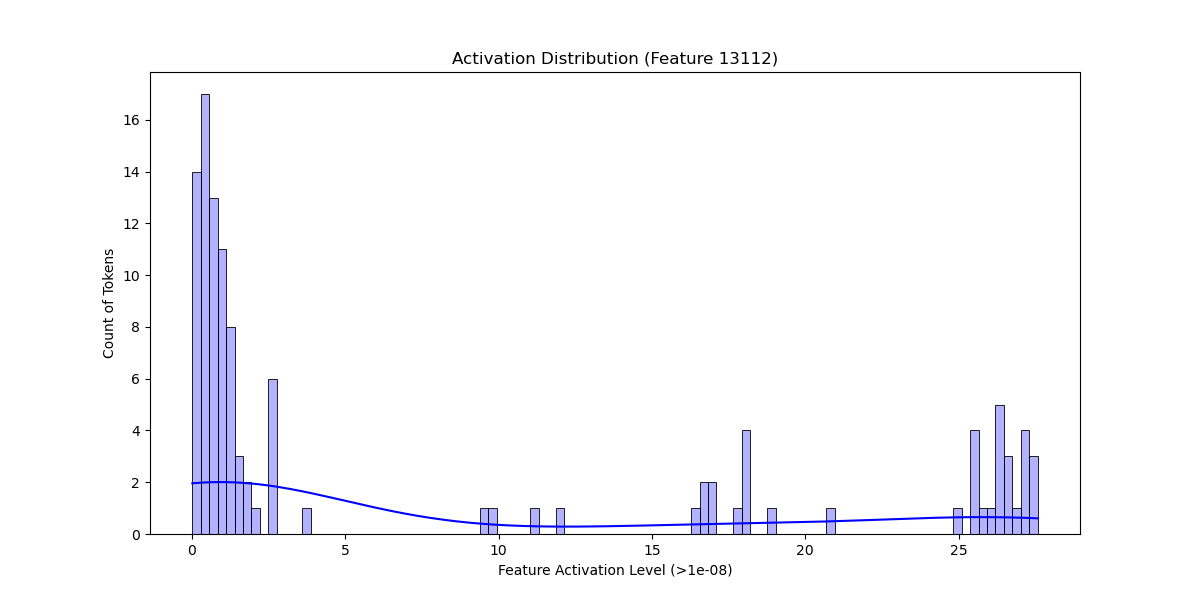 Activation Distribution (Feature 13112)
Count of Tokens
16
14
12
10
8
6
4
2
0
0 5 10 15 20 25
Feature Activation Level (>1e-08)